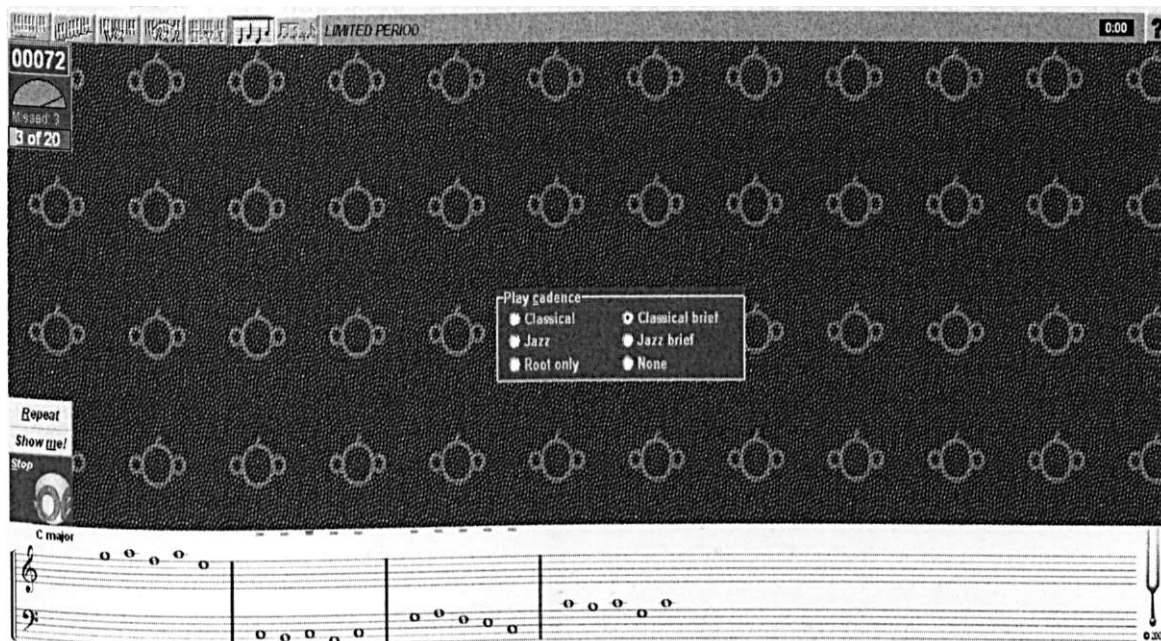 LIMITED PERIOD
0:00
?
00072
Missed: 3
3 of 20
Play cadence
Classical
Classical brief
Jazz
Jazz brief
Root only
None
Repeat
Show me!
Stop
C major